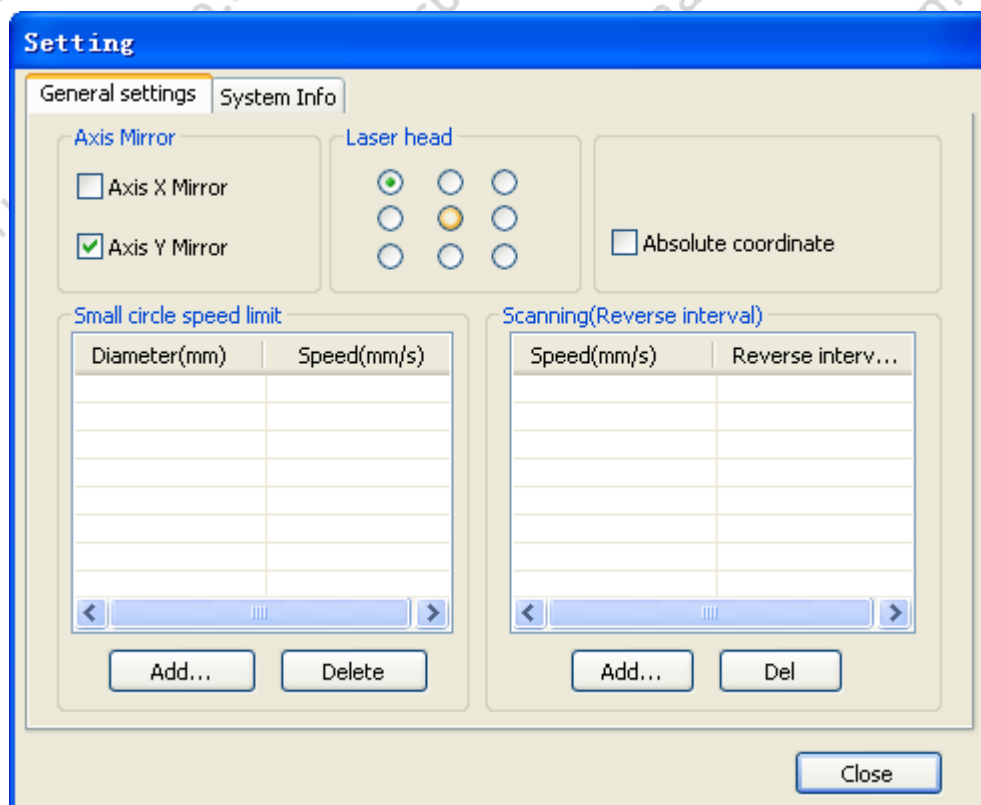 Setting
General settings System Info
Axis Mirror Laser head
Axis X Mirror
Axis Y Mirror Absolute coordinate
Small circle speed limit Scanning(Reverse interval)
Diameter(mm) Speed(mm/s) Speed(mm/s) Reverse interv...
Add... Delete Add... Del
Close